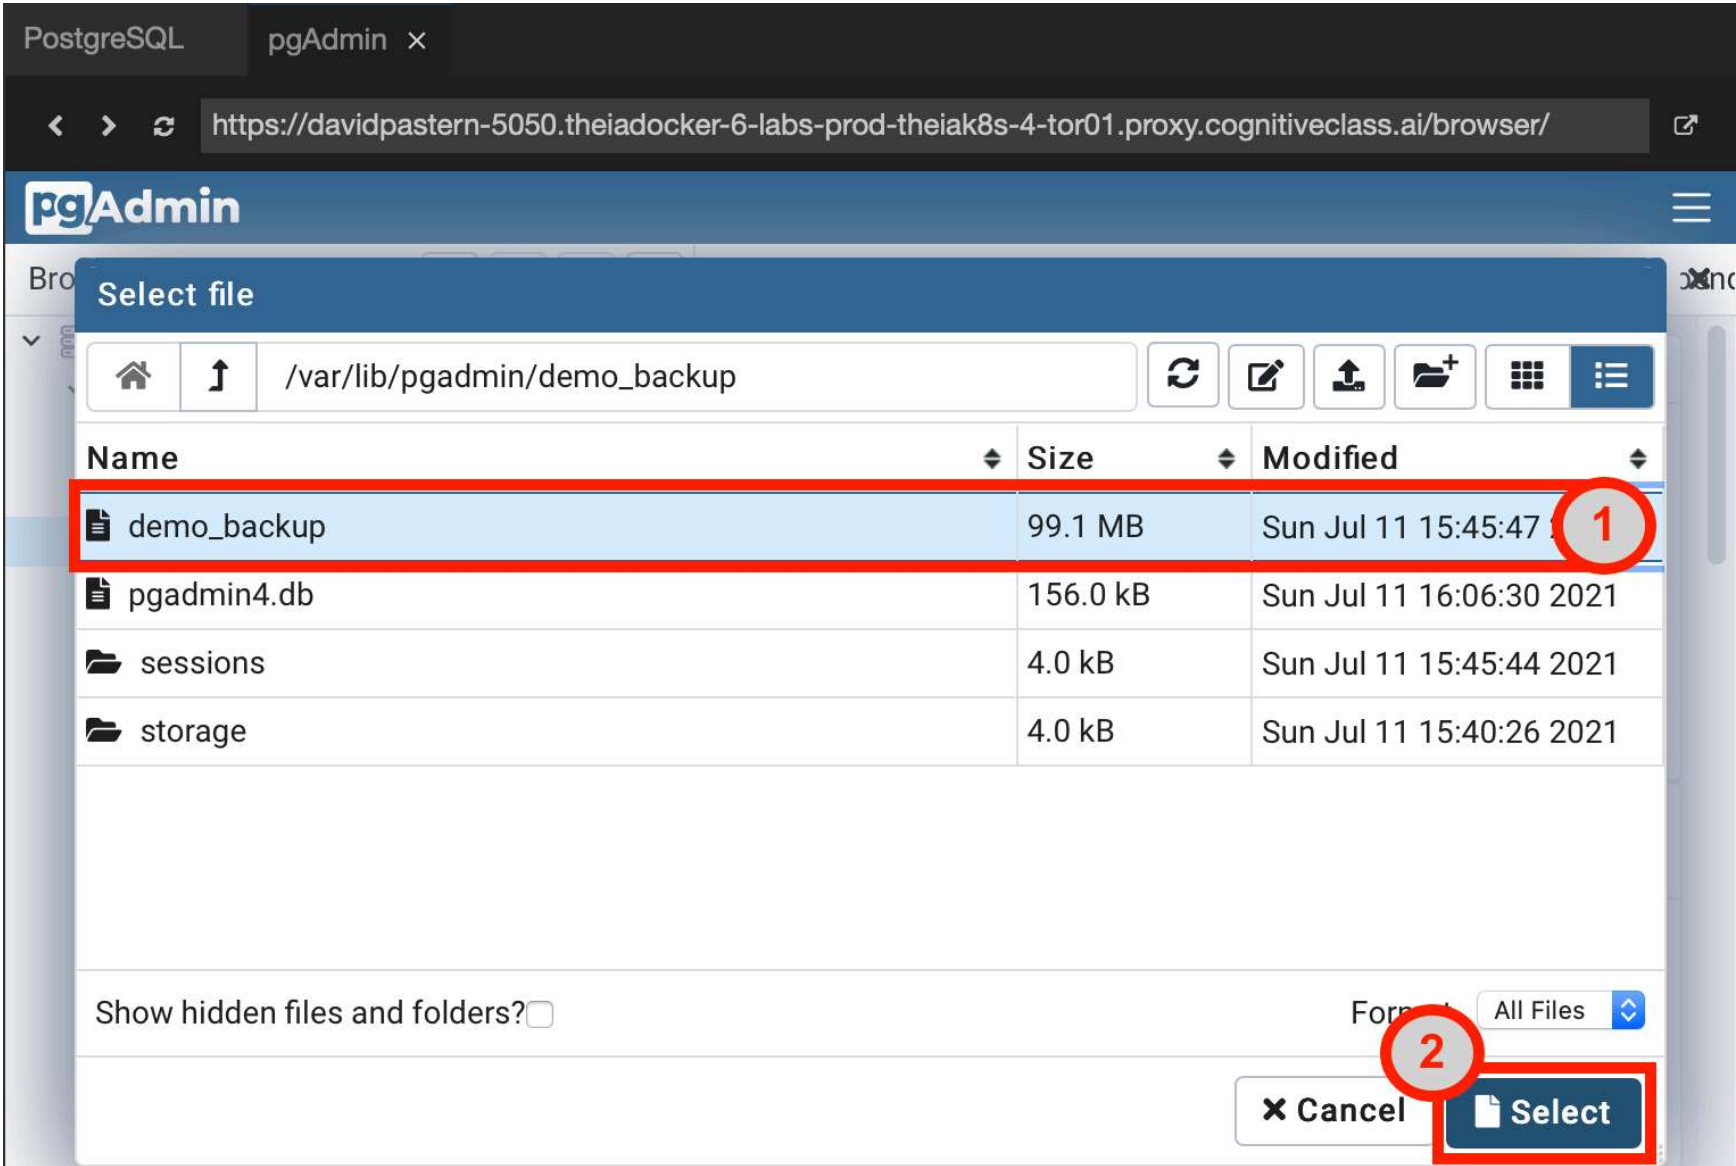 PostgreSQL pgAdmin ×
https://davidpastern-5050.theiadocker-6-labs-prod-theiak8s-4-tor01.proxy.cognitiveclass.ai/browser/
pgAdmin
Select file
/var/lib/pgadmin/demo_backup
Name Size Modified
demo_backup 99.1 MB Sun Jul 11 15:45:47 1
pgadmin4.db 156.0 kB Sun Jul 11 16:06:30 2021
sessions 4.0 kB Sun Jul 11 15:45:44 2021
storage 4.0 kB Sun Jul 11 15:40:26 2021
Show hidden files and folders? All Files
2
Cancel Select